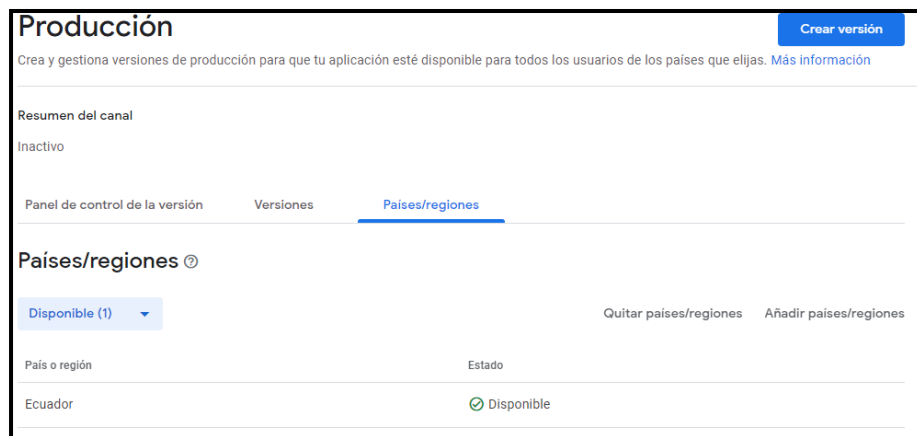 Producción
Crear versión
Crea y gestiona versiones de producción para que tu aplicación esté disponible para todos los usuarios de los países que elijas. Más información
Resumen del canal
Inactivo
Panel de control de la versión Versiones Países/regiones
Países/regiones
Disponible (1) Quitar países/regiones Añadir países/regiones
País o región Estado
Ecuador Disponible